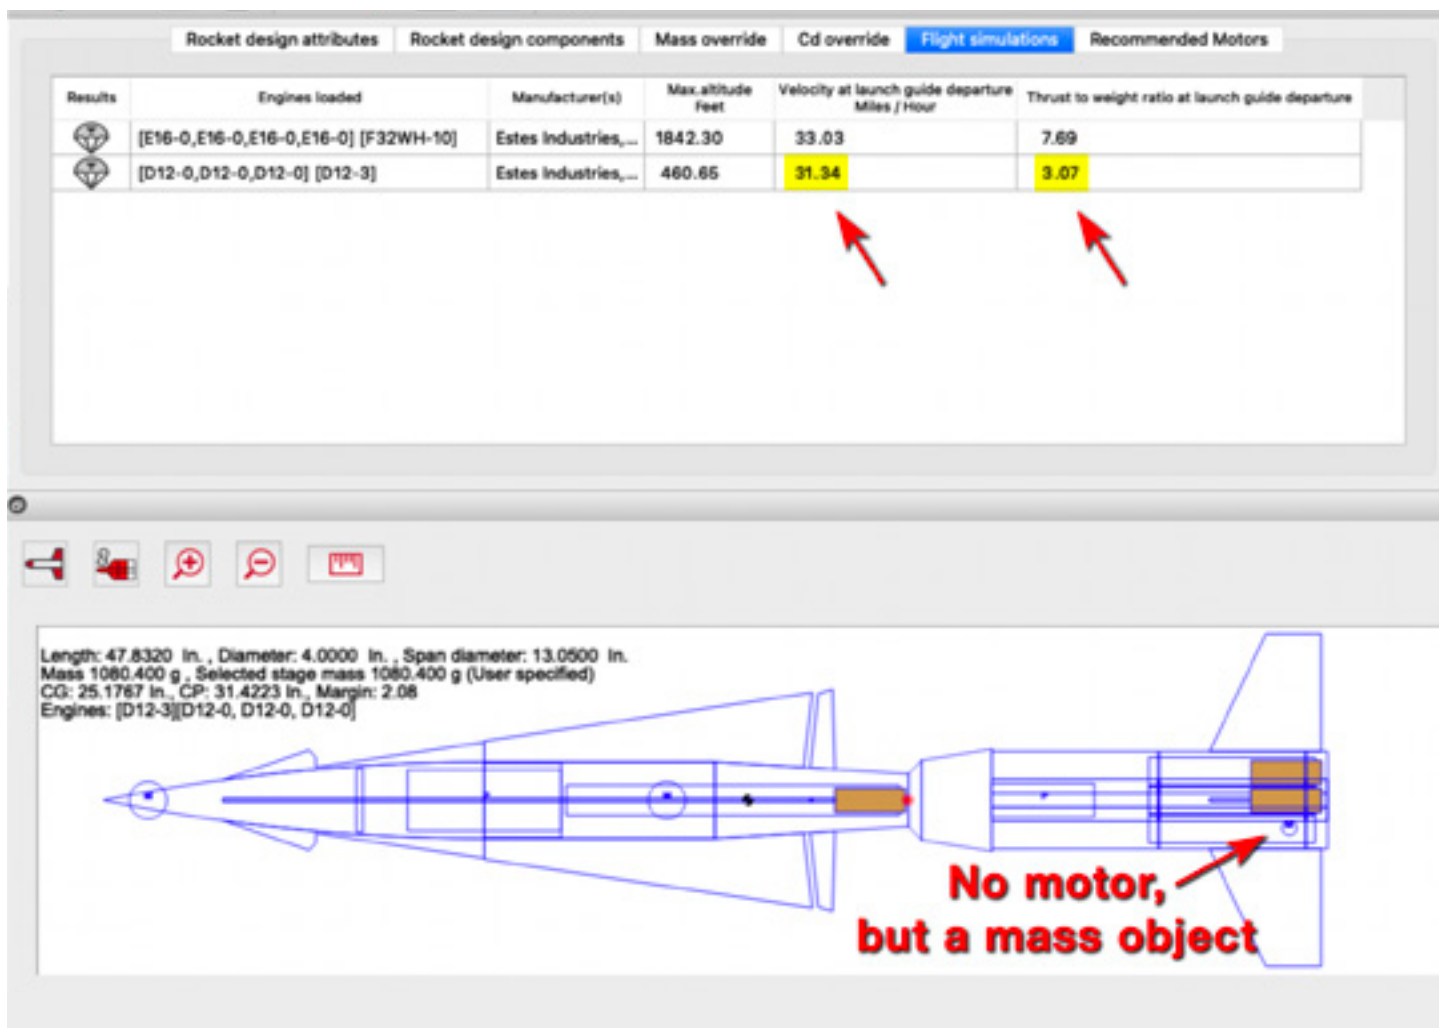 Rocket design attributes Rocket design components Mass override Cd override Flight simulations Recommended Motors
Results Engines loaded Manufacturer(s) Max.altitude Feet Velocity at launch guide departure Miles / Hour Thrust to weight ratio at launch guide departure
[E16-0,E16-0,E16-0,E16-0] [F32WH-10] Estes Industries,... 1842.30 33.03 7.69
[D12-0,D12-0,D12-0] [D12-3] Estes Industries,... 460.65 31.34 3.07
Length: 47.8320 In. , Diameter: 4.0000 In. , Span diameter: 13.0500 In.
Mass 1080.400 g , Selected stage mass 1080.400 g (User specified)
CG: 25.1767 In., CP: 31.4223 In., Margin: 2.08
Engines: [D12-3][D12-0, D12-0, D12-0]
No motor,
but a mass object